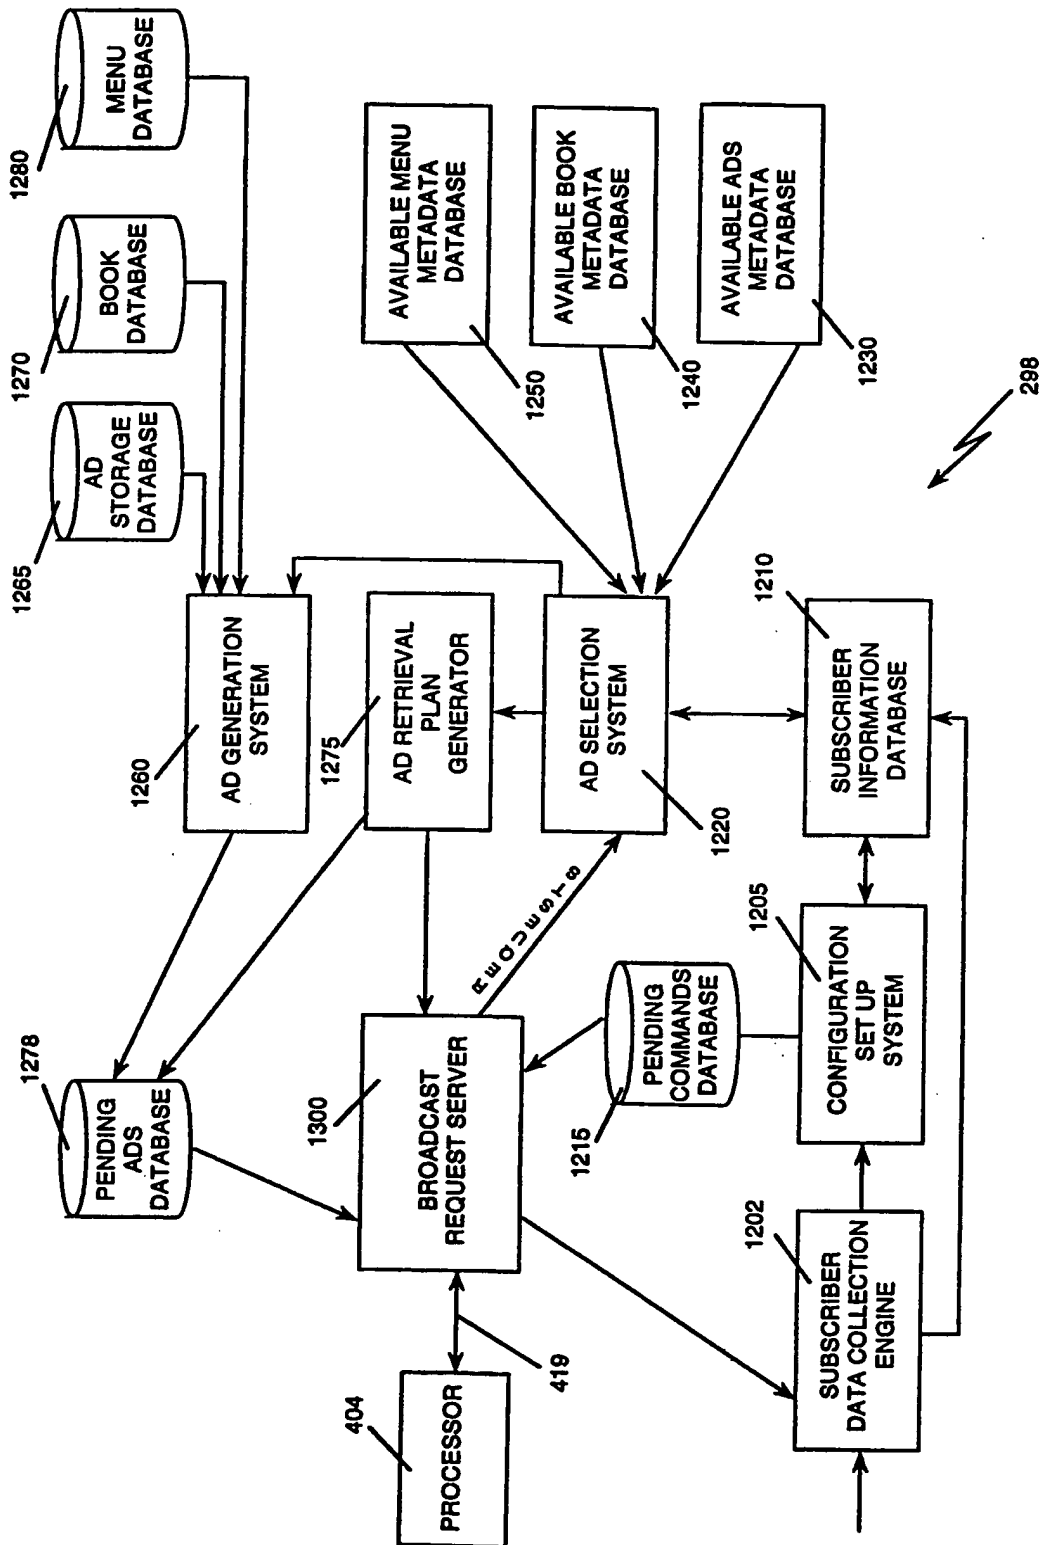 1280
MENU
DATABASE
1270
BOOK
DATABASE
1265
AD
STORAGE
DATABASE
1260
AD GENERATION
SYSTEM
1275
AD RETRIEVAL
PLAN
GENERATOR
1278
PENDING
ADS
DATABASE
AVAILABLE MENU
METADATA
DATABASE
1250
AVAILABLE BOOK
METADATA
DATABASE
1240
AVAILABLE ADS
METADATA
DATABASE
1230
AD SELECTION
SYSTEM
1220
REQUESTS
1300
BROADCAST
REQUEST SERVER
404
PROCESSOR
419
1215
PENDING
COMMANDS
DATABASE
1210
SUBSCRIBER
INFORMATION
DATABASE
1205
CONFIGURATION
SET UP
SYSTEM
1202
SUBSCRIBER
DATA COLLECTION
ENGINE
298